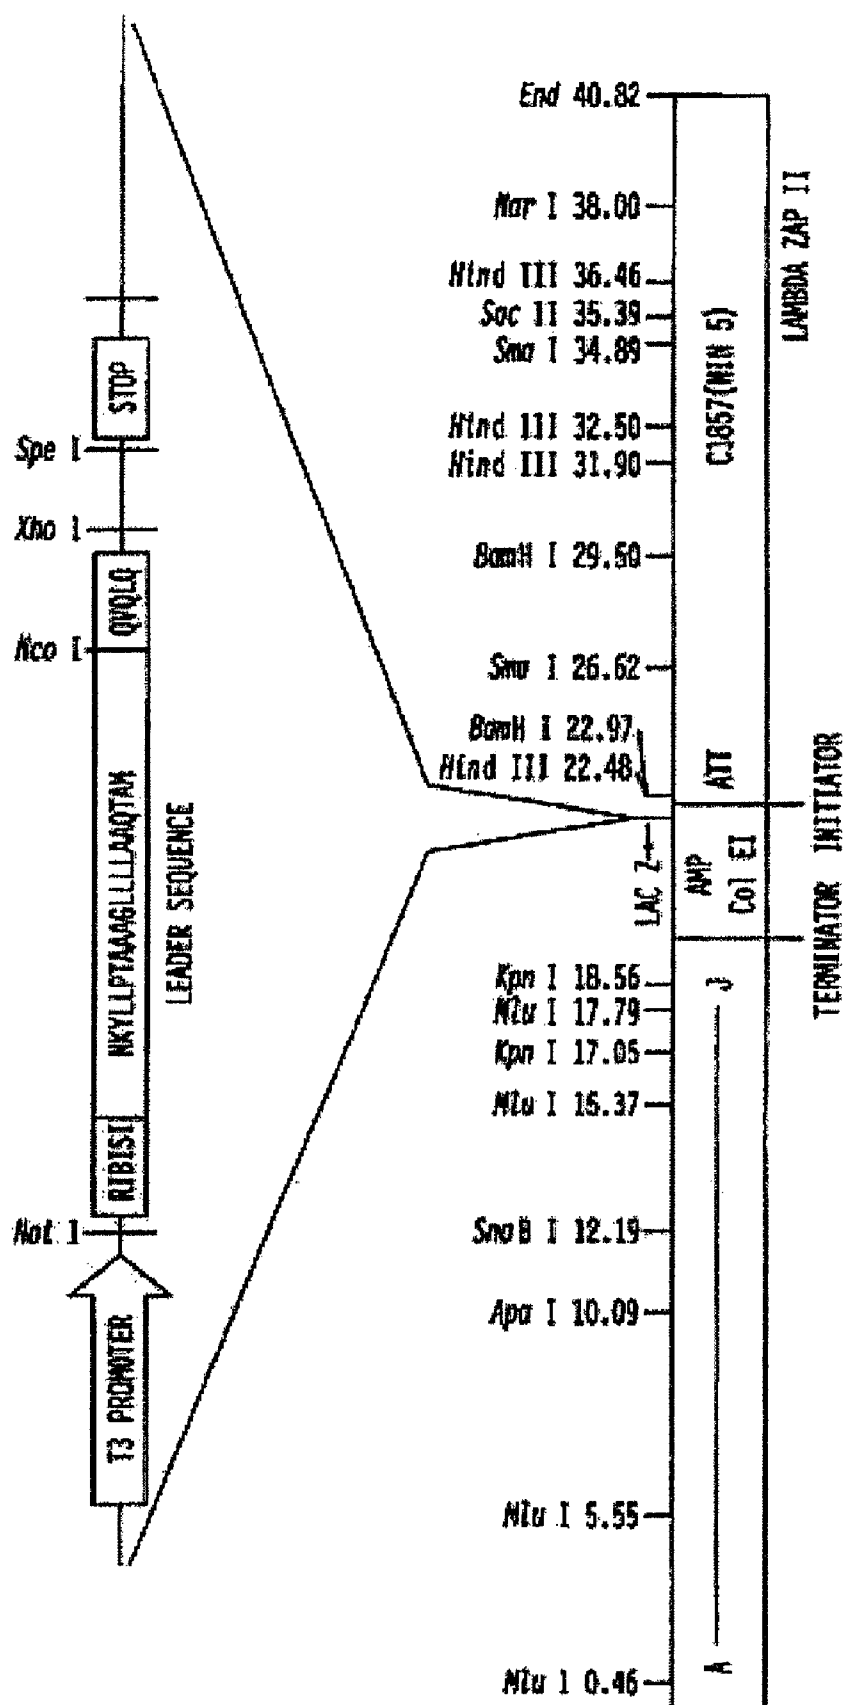 End 40.82
Nar I 38.00
Hind III 36.46
Sac II 35.39
Sma I 34.89
Hind III 32.50
Hind III 31.90
BamH I 29.50
Sma I 26.62
BamH I 22.97
Hind III 22.48
LAC Z
Kpn I 18.56
Mlu I 17.79
Kpn I 17.05
Mlu I 15.37
SnaB I 12.19
Apa I 10.09
Mlu I 5.55
Mlu I 0.46
C1857(NIN 5)
ATT
AMP
Col EI
J
A
LAMBDA ZAP II
TERMINATOR INITIATOR
STOP
Spe I
Xho I
QVQLQ
Nco I
NKYLLPTAAAGLLLLAAQTAM
LEADER SEQUENCE
RIBISI
Not I
T3 PROMOTER